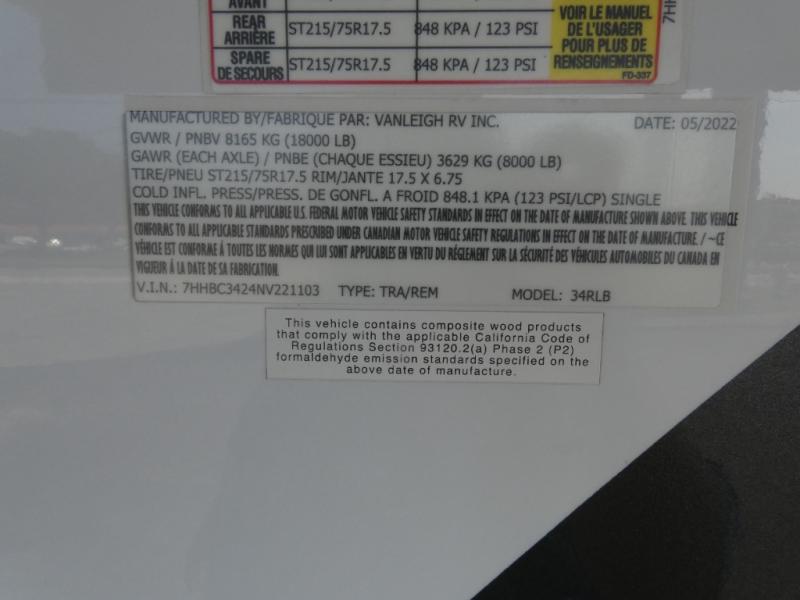 AVANT
REAR ST215/75R17.5 848 KPA / 123 PSI
ARRIÈRE
SPARE ST215/75R17.5 848 KPA / 123 PSI
DE SECOURS
VOIR LE MANUEL
DE L'USAGER
POUR PLUS DE
RENSEIGNEMENTS
FD-337
MANUFACTURED BY/FABRIQUE PAR: VANLEIGH RV INC. DATE: 05/2022
GVWR / PNBV 8165 KG (18000 LB)
GAWR (EACH AXLE) / PNBE (CHAQUE ESSIEU) 3629 KG (8000 LB)
TIRE/PNEU ST215/75R17.5 RIM/JANTE 17.5 X 6.75
COLD INFL. PRESS/PRESS. DE GONFL. A FROID 848.1 KPA (123 PSI/LCP) SINGLE
THIS VEHICLE CONFORMS TO ALL APPLICABLE U.S. FEDERAL MOTOR VEHICLE SAFETY STANDARDS IN EFFECT ON THE DATE OF MANUFACTURE SHOWN ABOVE. THIS VEHICLE
CONFORMS TO ALL APPLICABLE STANDARDS PRESCRIBED UNDER CANADIAN MOTOR VEHICLE SAFETY REGULATIONS IN EFFECT ON THE DATE OF MANUFACTURE. / ~CE
VÉHICLE EST CONFORME À TOUTES LES NORMES QUI LUI SONT APPLICABLES EN VERTU DU RÉGLEMENT SUR LA SÉCURITÉ DES VÉHICULES AUTOMOBILES DU CANADA EN
VIGUEUR À LA DATE DE SA FABRICATION.
V.I.N.: 7HHBC3424NV221103 TYPE: TRA/REM MODEL: 34RLB
This vehicle contains composite wood products
that comply with the applicable California Code of
Regulations Section 93120.2(a) Phase 2 (P2)
formaldehyde emission standards specified on the
above date of manufacture.